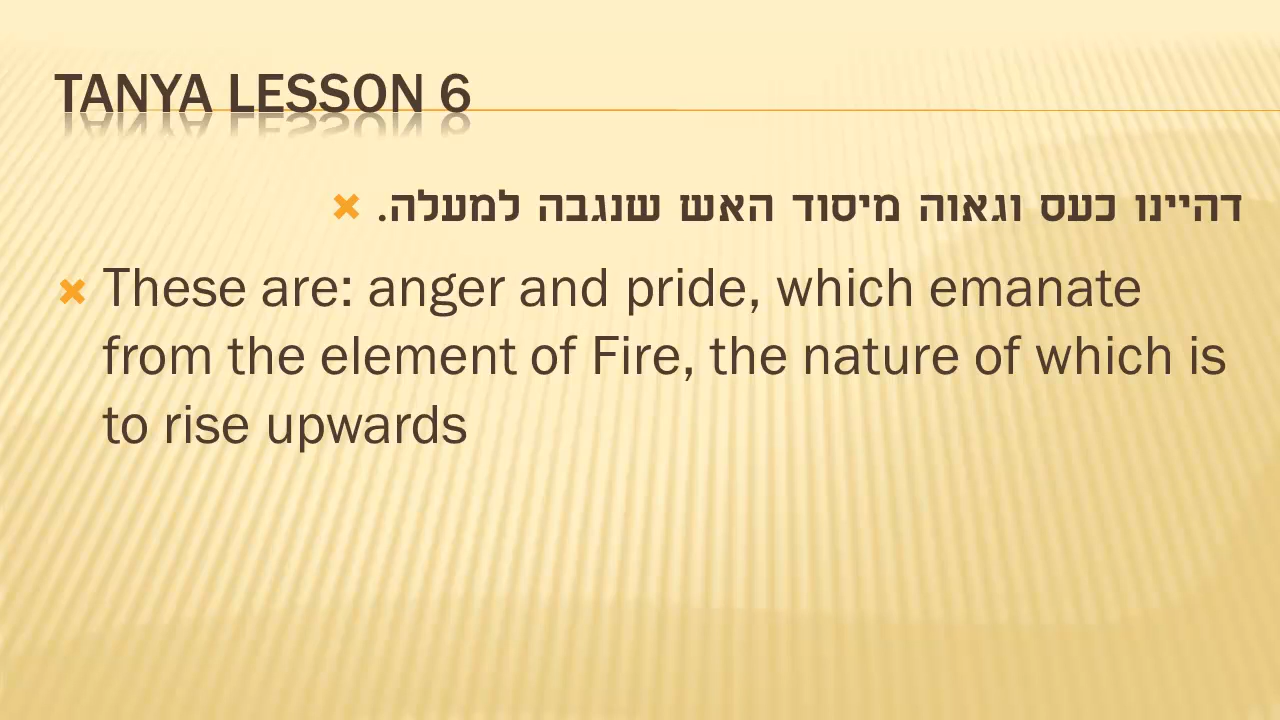 TANYA LESSON 6
דהיינו כעס וגאוה מיסוד האש שנגבה למעלה.
These are: anger and pride, which emanate
from the element of Fire, the nature of which is
to rise upwards